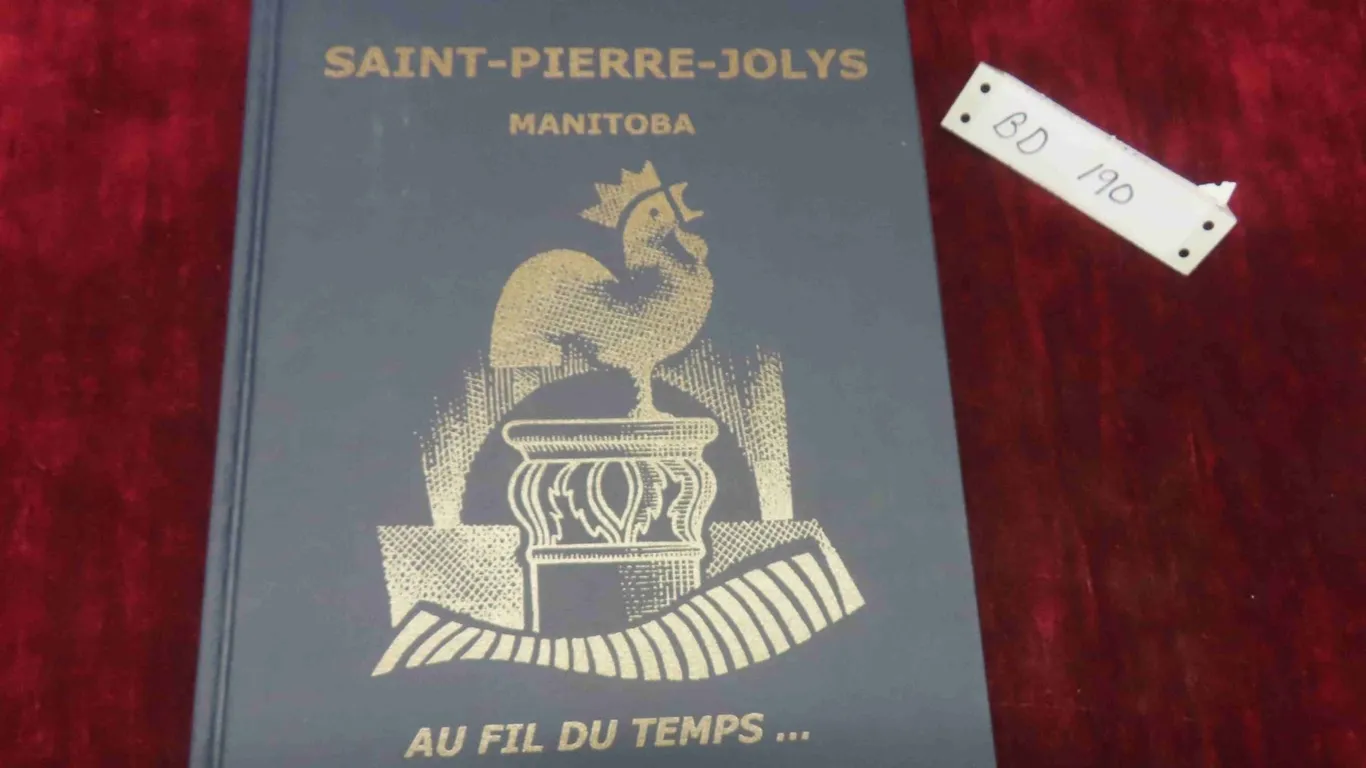 SAINT-PIERRE-JOLYS
MANITOBA
BD 190
AU FIL DU TEMPS ...